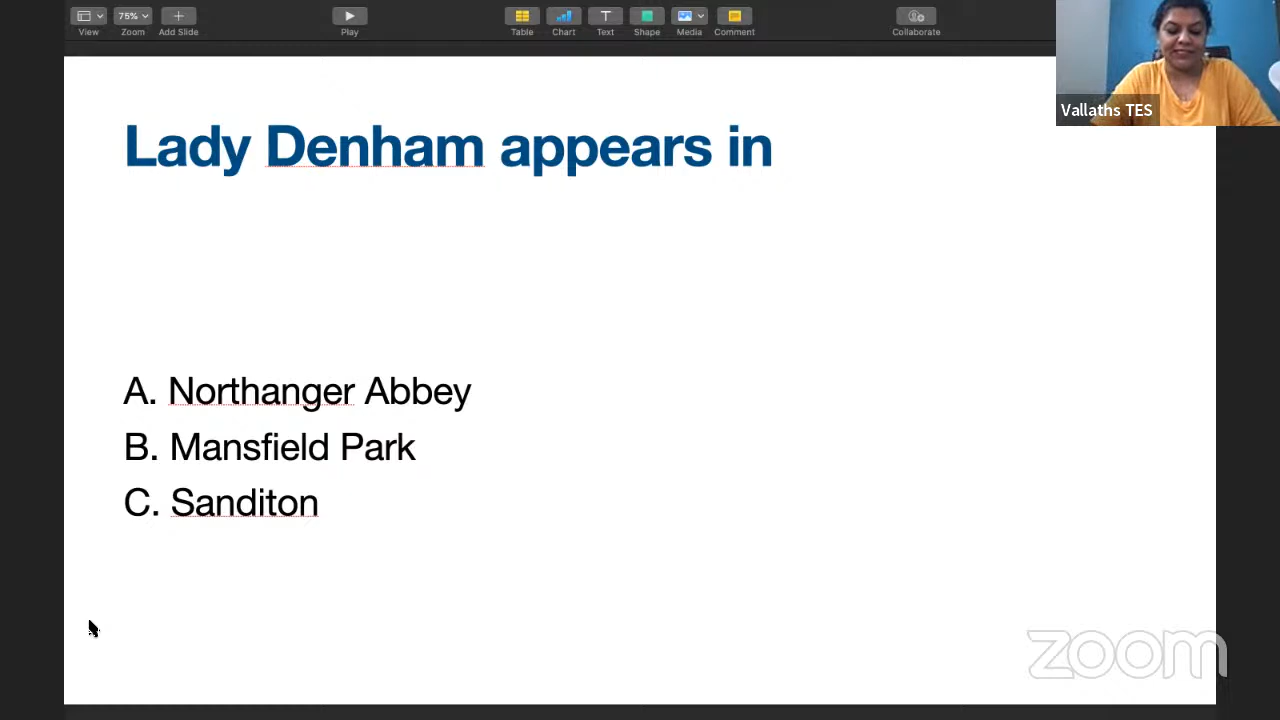 View
75%
Zoom
Add Slide
Play
Table
Chart
Text
Shape
Media
Comment
Collaborate
Vallaths TES
Lady Denham appears in
A. Northanger Abbey
B. Mansfield Park
C. Sanditon
zoom